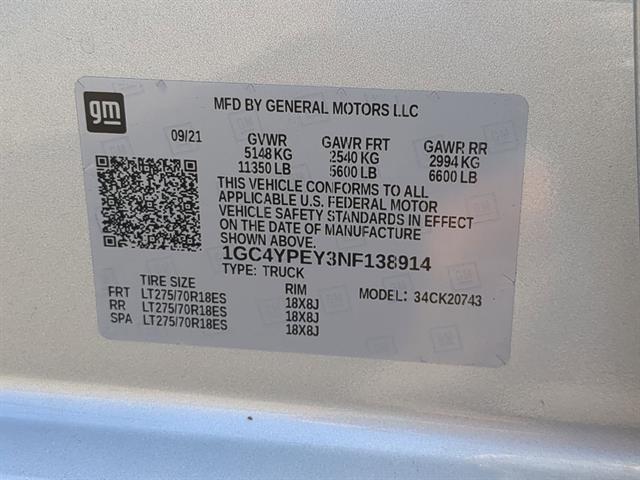 gm
MFD BY GENERAL MOTORS LLC
09/21 GVWR GAWR FRT GAWR RR
5148 KG 2540 KG 2994 KG
11350 LB 5600 LB 6600 LB
THIS VEHICLE CONFORMS TO ALL
APPLICABLE U.S. FEDERAL MOTOR
VEHICLE SAFETY STANDARDS IN EFFECT
ON THE DATE OF MANUFACTURE
SHOWN ABOVE.
1GC4YPEY3NF138914
TYPE: TRUCK
TIRE SIZE RIM
FRT LT275/70R18ES 18X8J MODEL: 34CK20743
RR LT275/70R18ES 18X8J
SPA LT275/70R18ES 18X8J